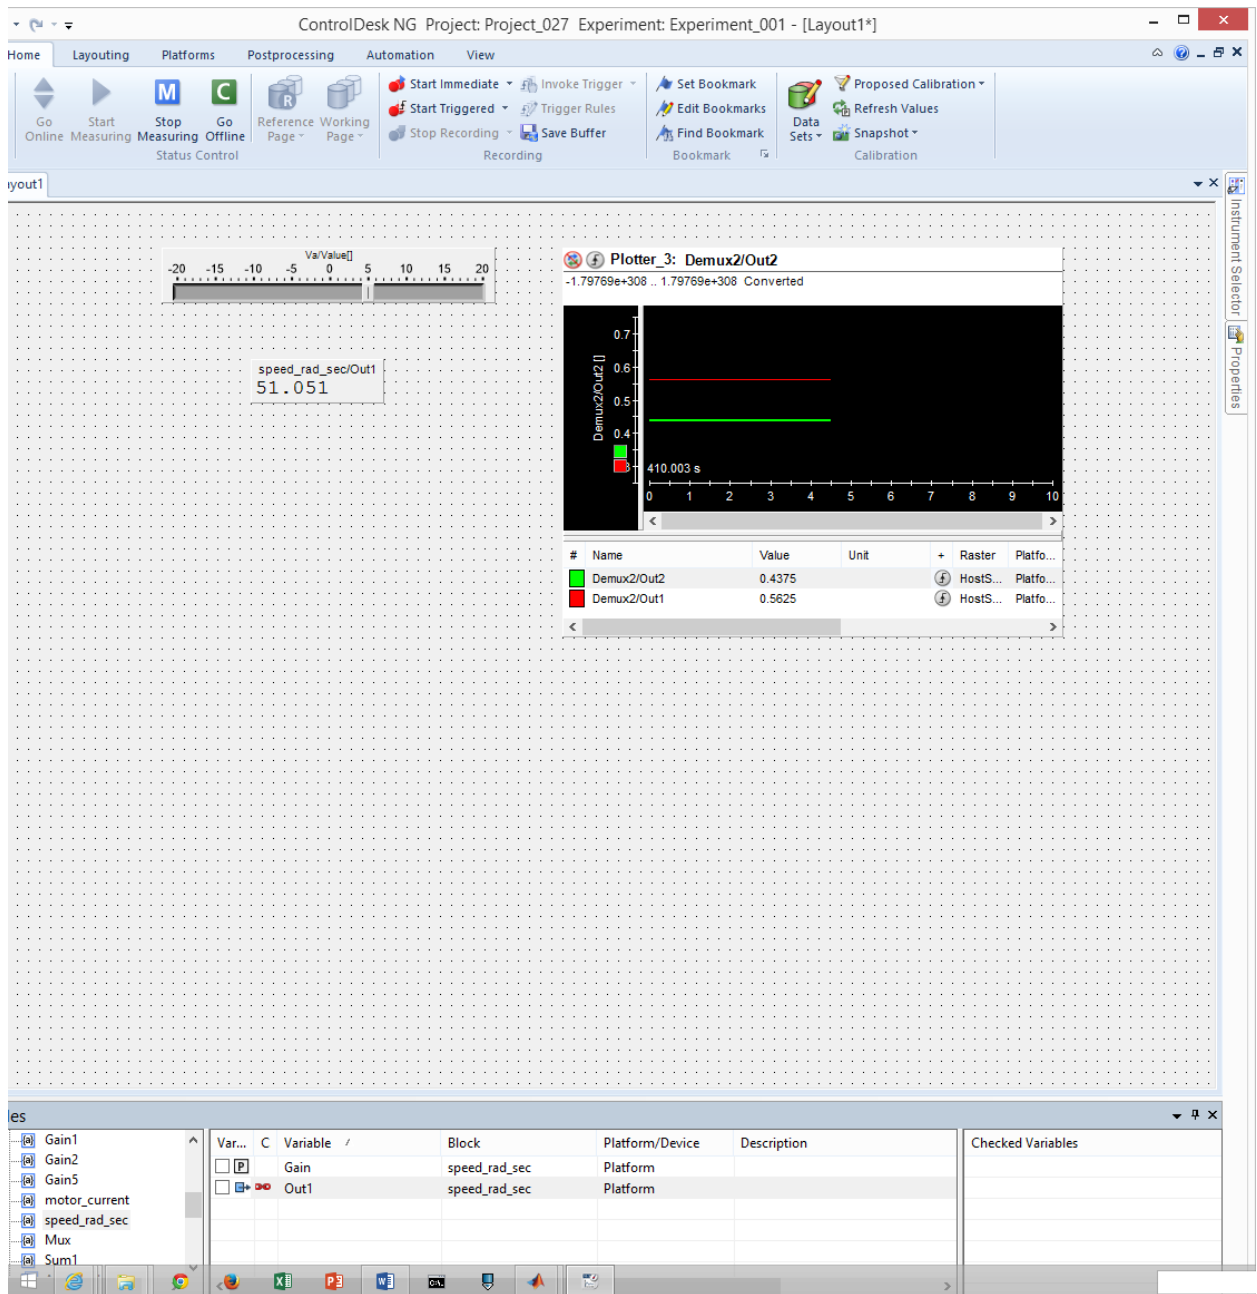 ControlDesk NG Project: Project_027 Experiment: Experiment_001 - [Layout1*]
Home Layouting Platforms Postprocessing Automation View
Go Online
Start Measuring
M
Stop Measuring
C
Go Offline
Status Control
R
Reference Page
Working Page
Start Immediate
Start Triggered
Stop Recording
Invoke Trigger
Trigger Rules
Save Buffer
Recording
Set Bookmark
Edit Bookmarks
Find Bookmark
Bookmark
Data Sets
Proposed Calibration
Refresh Values
Snapshot
Calibration
ayout1
Instrument Selector
Properties
Va/Value[]
-20 -15 -10 -5 0 5 10 15 20
speed_rad_sec/Out1
51.051
Plotter_3: Demux2/Out2
-1.79769e+308 .. 1.79769e+308 Converted
Demux2/Out2 []
0.7
0.6
0.5
0.4
410.003 s
0 1 2 3 4 5 6 7 8 9 10
# Name Value Unit + Raster Platfo...
Demux2/Out2 0.4375 HostS... Platfo...
Demux2/Out1 0.5625 HostS... Platfo...
les
Gain1
Gain2
Gain5
motor_current
speed_rad_sec
Mux
Sum1
Var... C Variable / Block Platform/Device Description
P Gain speed_rad_sec Platform
Out1 speed_rad_sec Platform
Checked Variables